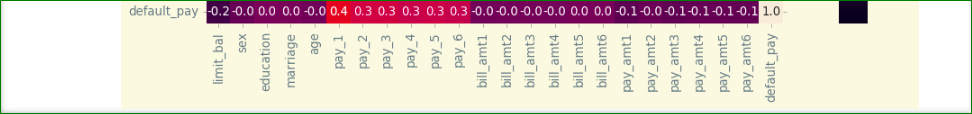 default_pay -0.2 -0.0 0.0 0.0 -0.0 0.4 0.3 0.3 0.3 0.3 0.3 -0.0 -0.0 -0.0 -0.0 0.0 0.0 -0.1 -0.0 -0.1 -0.1 -0.1 -0.1 1.0
limit_bal
sex
education
marriage
age
pay_1
pay_2
pay_3
pay_4
pay_5
pay_6
bill_amt1
bill_amt2
bill_amt3
bill_amt4
bill_amt5
bill_amt6
pay_amt1
pay_amt2
pay_amt3
pay_amt4
pay_amt5
pay_amt6
default_pay